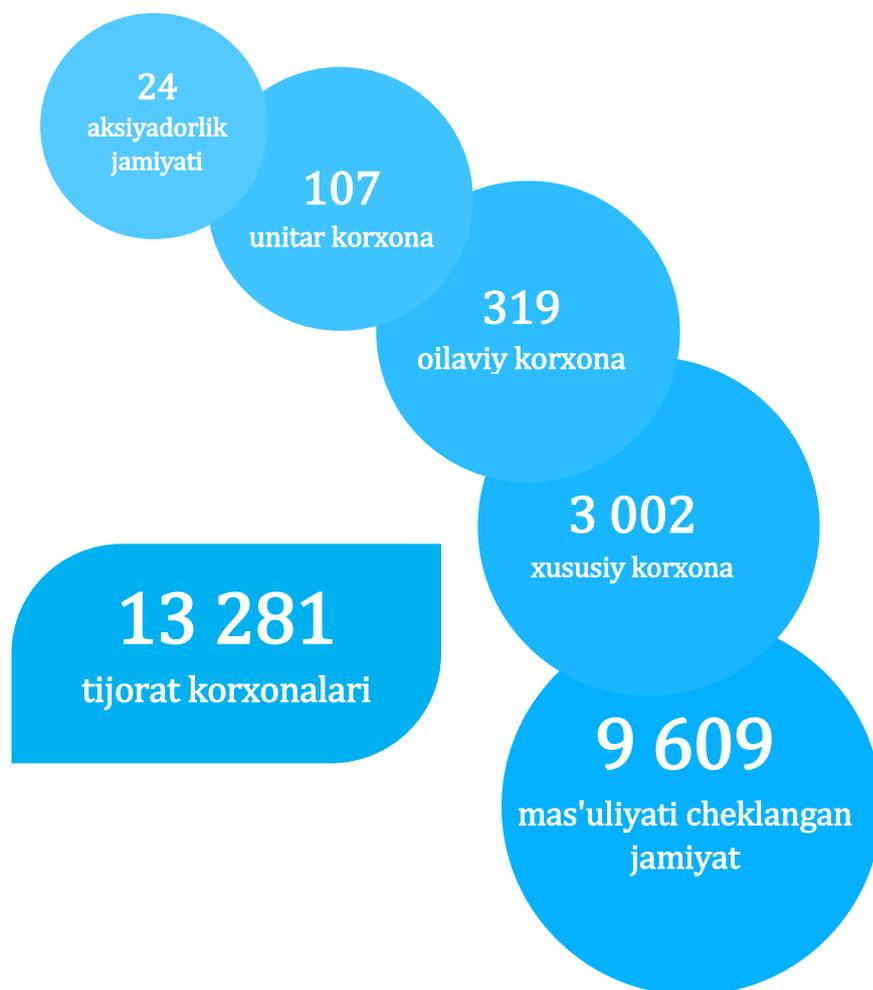 24
aksiyadorlik
jamiyati
107
unitar korxona
319
oilaviy korxona
3 002
xususiy korxona
13 281
tijorat korxonalari
9 609
mas'uliyati cheklangan
jamiyat